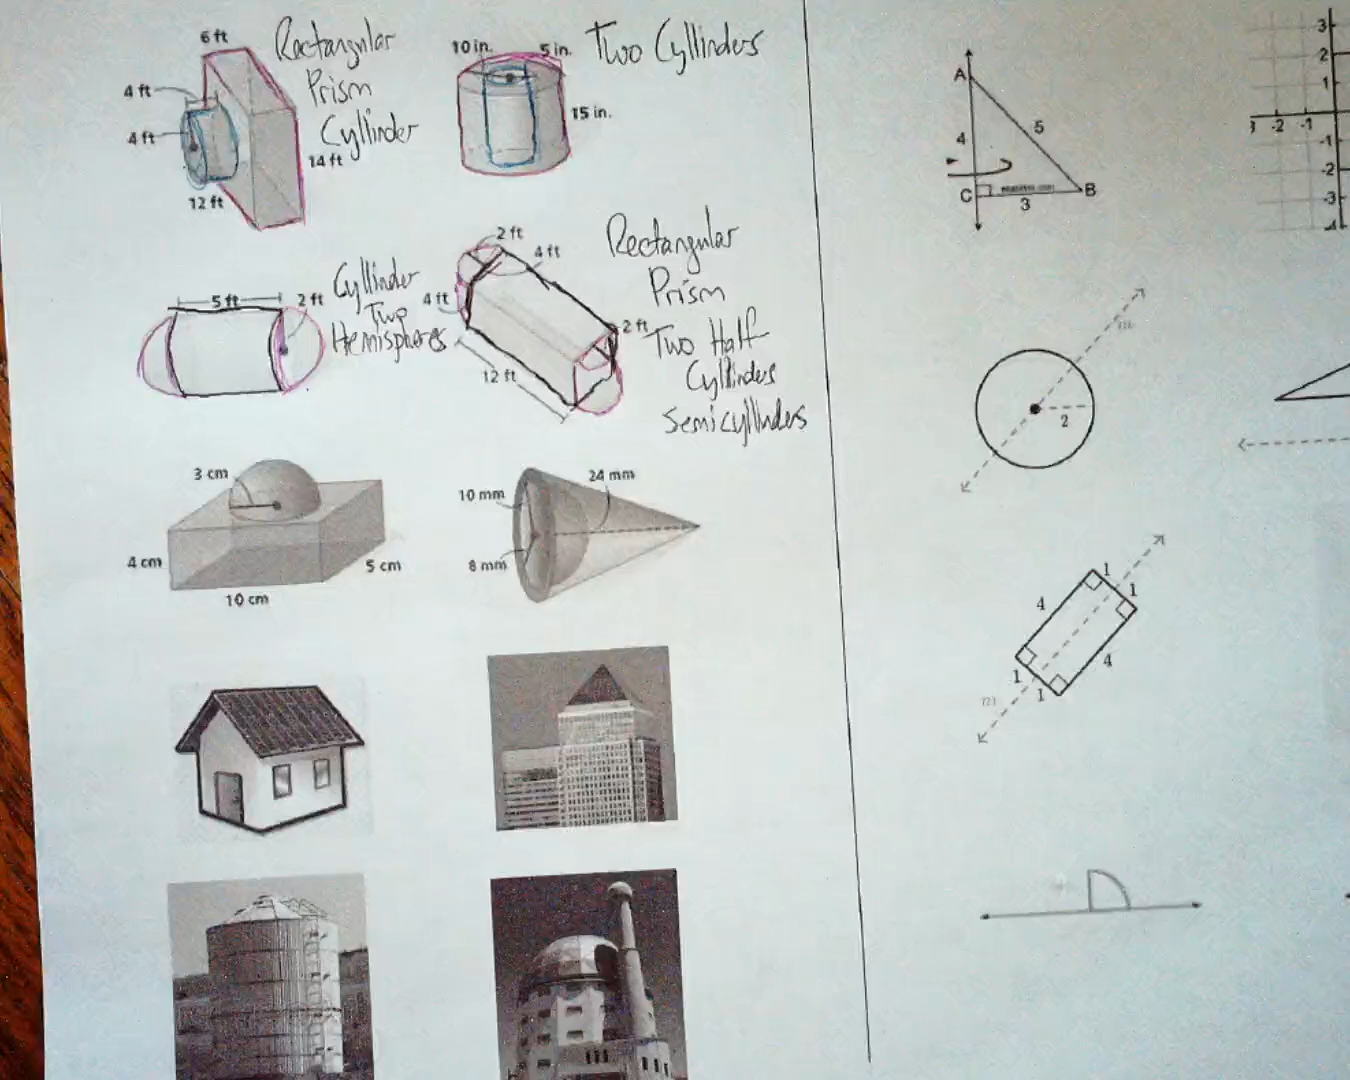 6 ft
Rectangular
Prism
Cyllinder
4 ft
4 ft
14 ft
12 ft
10 in.
5 in.
Two Cyllinders
15 in.
5 ft
2 ft
Cyllinder
Two
Hemispheres
2 ft
4 ft
4 ft
2 ft
12 ft
Rectangular
Prism
Two Half
Cyllinders
Semicyllinders
3 cm
4 cm
5 cm
10 cm
10 mm
24 mm
8 mm
A
4
5
C
B
3
3
2
1
-2
-1
-1
-2
-3
2
1
1
4
4
1
1